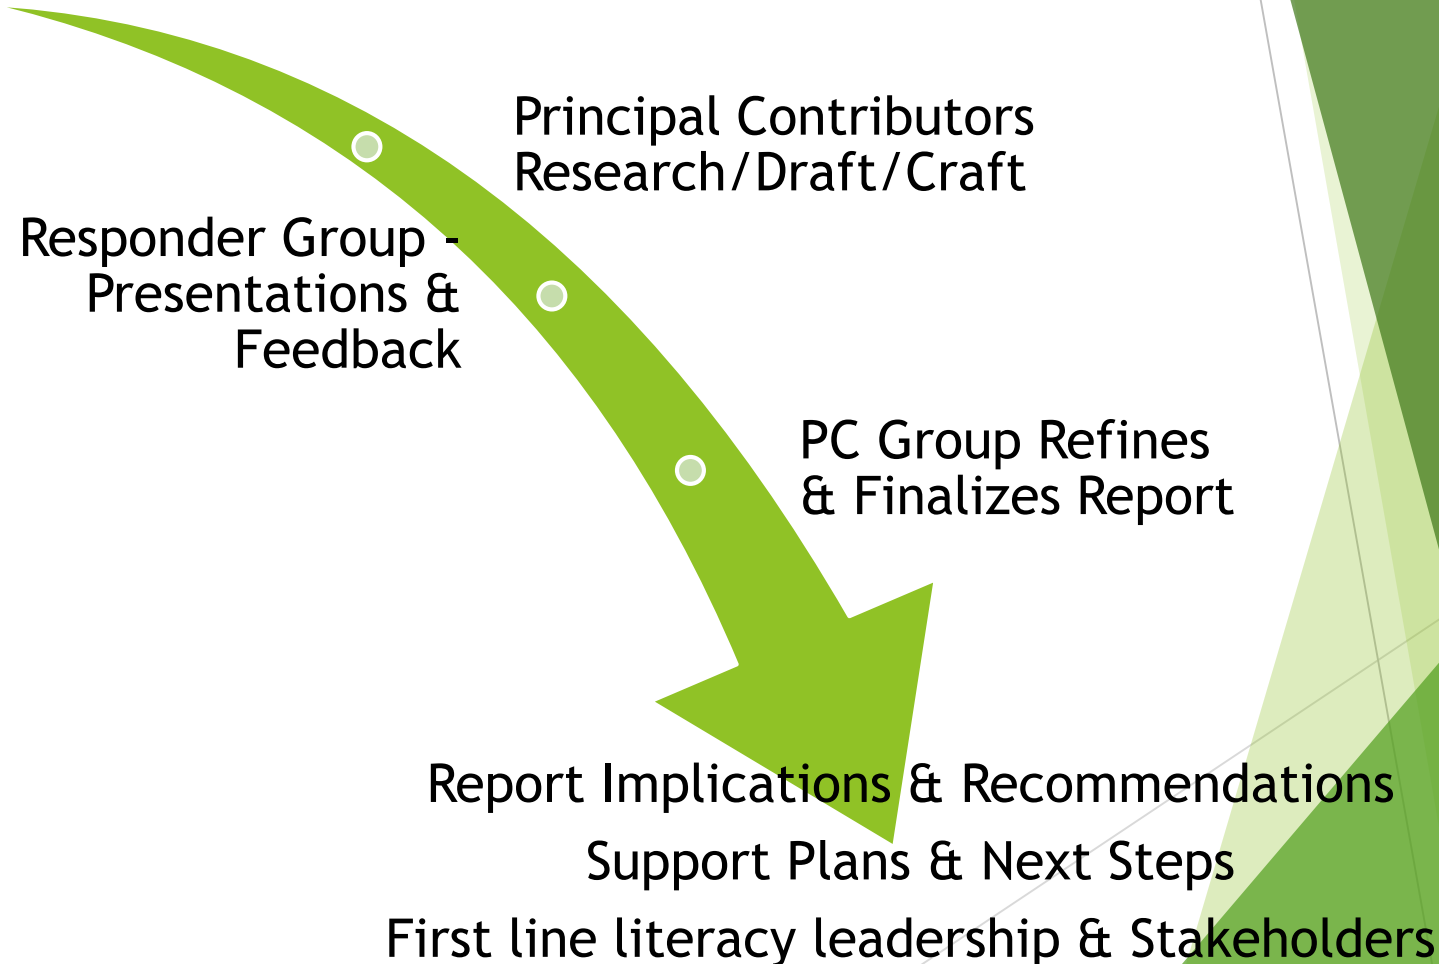 Principal Contributors
Research/Draft/Craft
Responder Group -
Presentations &
Feedback
PC Group Refines
& Finalizes Report
Report Implications & Recommendations
Support Plans & Next Steps
First line literacy leadership & Stakeholders